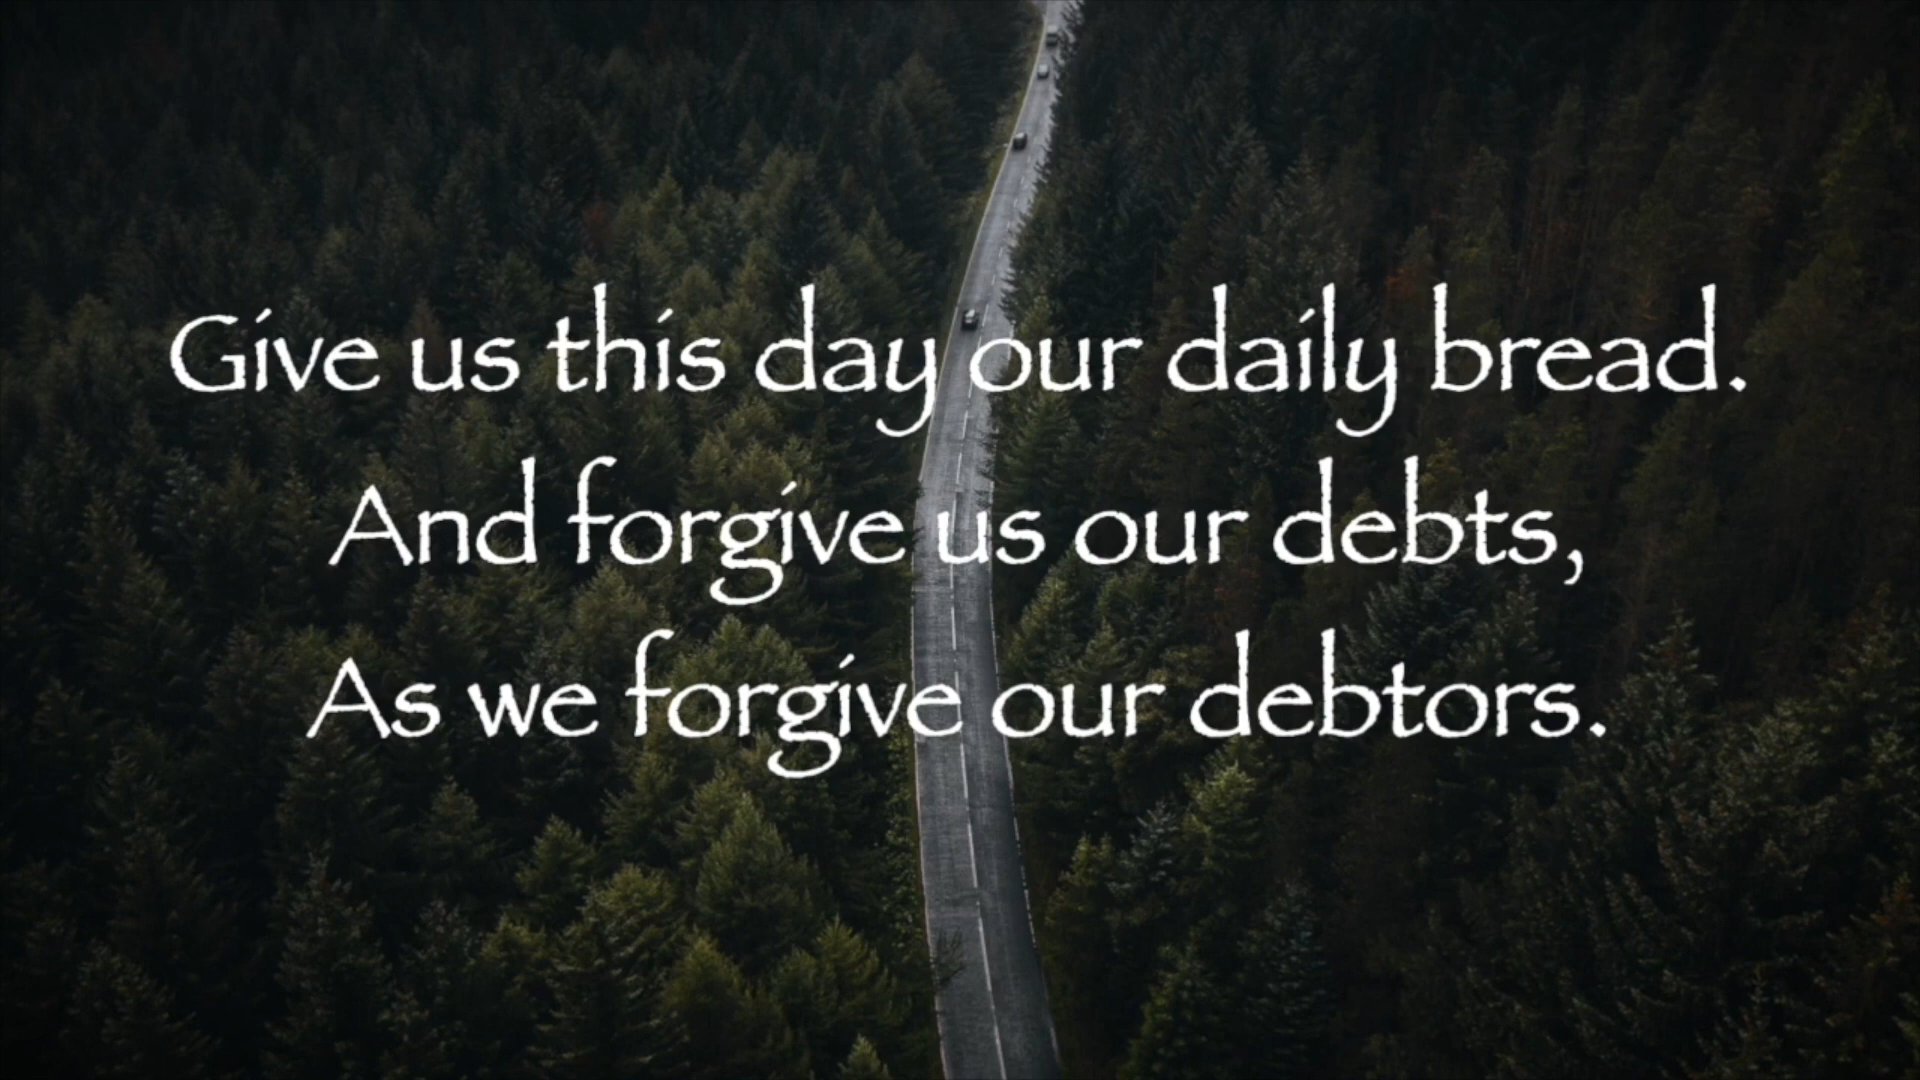 Give us this day our daily bread.
And forgive us our debts,
As we forgive our debtors.